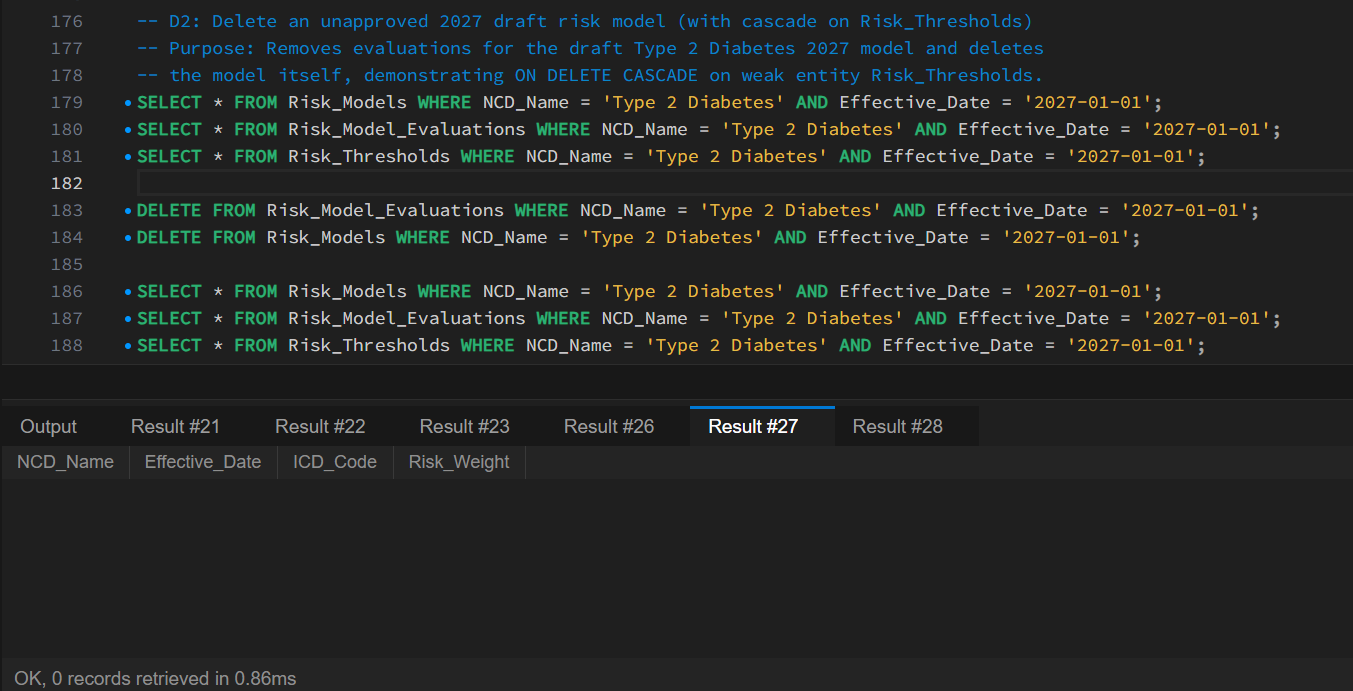 176 -- D2: Delete an unapproved 2027 draft risk model (with cascade on Risk_Thresholds)
177 -- Purpose: Removes evaluations for the draft Type 2 Diabetes 2027 model and deletes
178 -- the model itself, demonstrating ON DELETE CASCADE on weak entity Risk_Thresholds.
179 SELECT * FROM Risk_Models WHERE NCD_Name = 'Type 2 Diabetes' AND Effective_Date = '2027-01-01';
180 SELECT * FROM Risk_Model_Evaluations WHERE NCD_Name = 'Type 2 Diabetes' AND Effective_Date = '2027-01-01';
181 SELECT * FROM Risk_Thresholds WHERE NCD_Name = 'Type 2 Diabetes' AND Effective_Date = '2027-01-01';
182
183 DELETE FROM Risk_Model_Evaluations WHERE NCD_Name = 'Type 2 Diabetes' AND Effective_Date = '2027-01-01';
184 DELETE FROM Risk_Models WHERE NCD_Name = 'Type 2 Diabetes' AND Effective_Date = '2027-01-01';
185
186 SELECT * FROM Risk_Models WHERE NCD_Name = 'Type 2 Diabetes' AND Effective_Date = '2027-01-01';
187 SELECT * FROM Risk_Model_Evaluations WHERE NCD_Name = 'Type 2 Diabetes' AND Effective_Date = '2027-01-01';
188 SELECT * FROM Risk_Thresholds WHERE NCD_Name = 'Type 2 Diabetes' AND Effective_Date = '2027-01-01';
Output Result #21 Result #22 Result #23 Result #26 Result #27 Result #28
NCD_Name Effective_Date ICD_Code Risk_Weight
OK, 0 records retrieved in 0.86ms